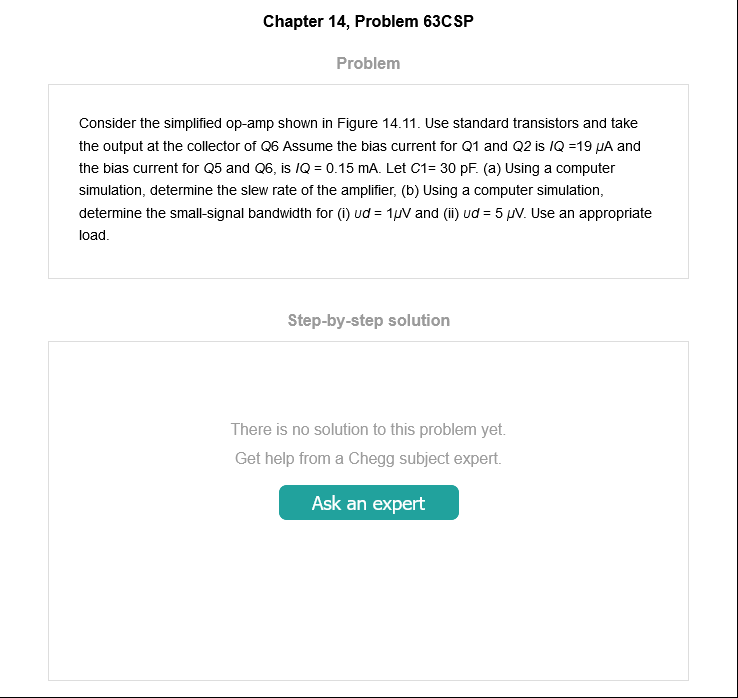 Chapter 14, Problem 63CSP
Problem
Consider the simplified op-amp shown in Figure 14.11. Use standard transistors and take
the output at the collector of Q6 Assume the bias current for Q1 and Q2 is IQ =19 μA and
the bias current for Q5 and Q6, is IQ = 0.15 mA. Let C1= 30 pF. (a) Using a computer
simulation, determine the slew rate of the amplifier, (b) Using a computer simulation,
determine the small-signal bandwidth for (i) υd = 1μV and (ii) υd = 5 μV. Use an appropriate
load.
Step-by-step solution
There is no solution to this problem yet.
Get help from a Chegg subject expert.
Ask an expert